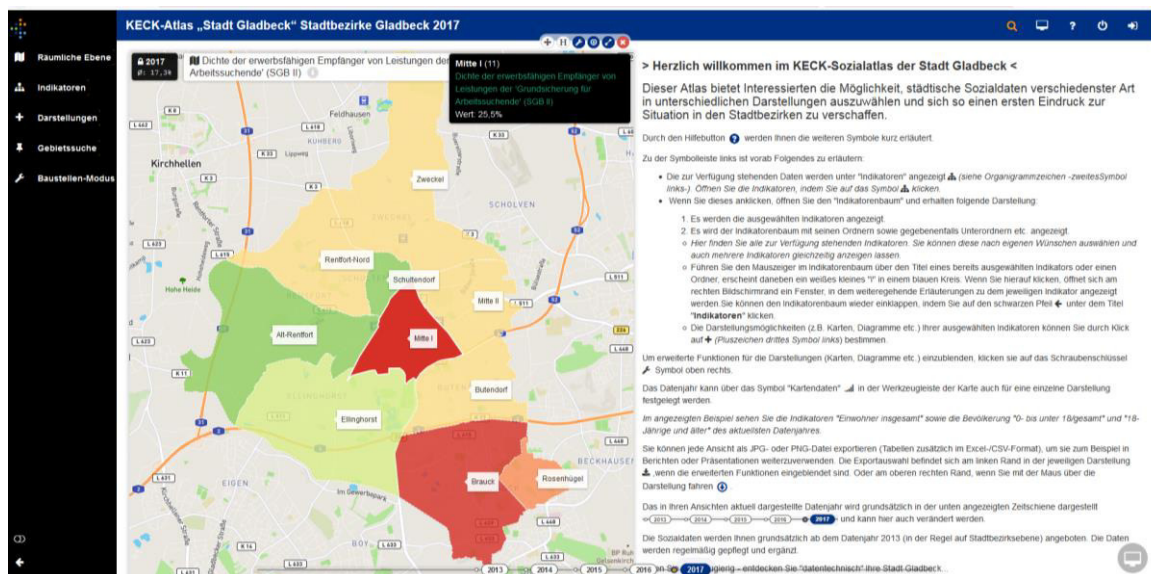 KECK-Atlas „Stadt Gladbeck“ Stadtbezirke Gladbeck 2017
Räumliche Ebene
Indikatoren
Darstellungen
Gebietssuche
Baustellen-Modus
2017
Ø: 17,3%
Dichte der erwerbsfähigen Empfänger von Leistungen der
Arbeitssuchende' (SGB II)
Mitte I (11)
Dichte der erwerbsfähigen Empfänger von
Leistungen der 'Grundsicherung für
Arbeitssuchende' (SGB II)
Wert: 25,5%
Feldhausen
Kirchhellen
Zweckel
SCHOLVEN
Rentfort-Nord
Schultendorf
Hohe Heide
Mitte II
Alt-Rentfort
Mitte I
Butendorf
Ellinghorst
BECKHAUSEN
Brauck
Rosenhügel
EIGEN
Im Gewerbepark
BOY
2013
2014
2015
2016
2017
> Herzlich willkommen im KECK-Sozialatlas der Stadt Gladbeck <
Dieser Atlas bietet Interessierten die Möglichkeit, städtische Sozialdaten verschiedenster Art
in unterschiedlichen Darstellungen auszuwählen und sich so einen ersten Eindruck zur
Situation in den Stadtbezirken zu verschaffen.
Durch den Hilfebutton ? werden Ihnen die weiteren Symbole kurz erläutert.
Zu der Symbolleiste links ist vorab Folgendes zu erläutern:
• Die zur Verfügung stehenden Daten werden unter "Indikatoren" angezeigt (siehe Organigrammzeichen -zweitesSymbol
links-). Öffnen Sie die Indikatoren, indem Sie auf das Symbol klicken.
• Wenn Sie dieses anklicken, öffnen Sie den "Indikatorenbaum" und erhalten folgende Darstellung:
1. Es werden die ausgewählten Indikatoren angezeigt.
2. Es wird der Indikatorenbaum mit seinen Ordnern sowie gegebenenfalls Unterordnern etc. angezeigt.
○ Hier finden Sie alle zur Verfügung stehenden Indikatoren. Sie können diese nach eigenen Wünschen auswählen und
auch mehrere Indikatoren gleichzeitig anzeigen lassen.
○ Führen Sie den Mauszeiger im Indikatorenbaum über den Titel eines bereits ausgewählten Indikators oder einen
Ordner, erscheint daneben ein weißes kleines "i" in einem blauen Kreis. Wenn Sie hierauf klicken, öffnet sich am
rechten Bildschirmrand ein Fenster, in dem weiteregehende Erläuterungen zu dem jeweiligen Indikator angezeigt
werden.Sie können den Indikatorenbaum wieder einklappen, indem Sie auf den schwarzen Pfeil ← unter dem Titel
"Indikatoren" klicken.
○ Die Darstellungsmöglichkeiten (z.B. Karten, Diagramme etc.) Ihrer ausgewählten Indikatoren können Sie durch Klick
auf + (Pluszeichen drittes Symbol links) bestimmen.
Um erweiterte Funktionen für die Darstellungen (Karten, Diagramme etc.) einzublenden, klicken sie auf das Schraubenschlüssel
Symbol oben rechts.
Das Datenjahr kann über das Symbol "Kartendaten" in der Werkzeugleiste der Karte auch für eine einzelne Darstellung
festgelegt werden.
Im angezeigten Beispiel sehen Sie die Indikatoren "Einwohner insgesamt" sowie die Bevölkerung "0- bis unter 18/gesamt" und "18-
Jährige und älter" des aktuellsten Datenjahres.
Sie können jede Ansicht als JPG- oder PNG-Datei exportieren (Tabellen zusätzlich im Excel-/CSV-Format), um sie zum Beispiel in
Berichten oder Präsentationen weiterzuverwenden. Die Exportauswahl befindet sich am linken Rand in der jeweiligen Darstellung
,wenn die erweiterten Funktionen eingeblendet sind. Oder am oberen rechten Rand, wenn Sie mit der Maus über die
Darstellung fahren
Das in Ihren Ansichten aktuell dargestellte Datenjahr wird grundsätzlich in der unten angezeigten Zeitschiene dargestellt
2013 2014 2015 2016 2017 und kann hier auch verändert werden.
Die Sozialdaten werden Ihnen grundsätzlich ab dem Datenjahr 2013 (in der Regel auf Stadtbezirksebene) angeboten. Die Daten
werden regelmäßig gepflegt und ergänzt.
entdecken Sie "datentechnisch" Ihre Stadt Gladbeck...